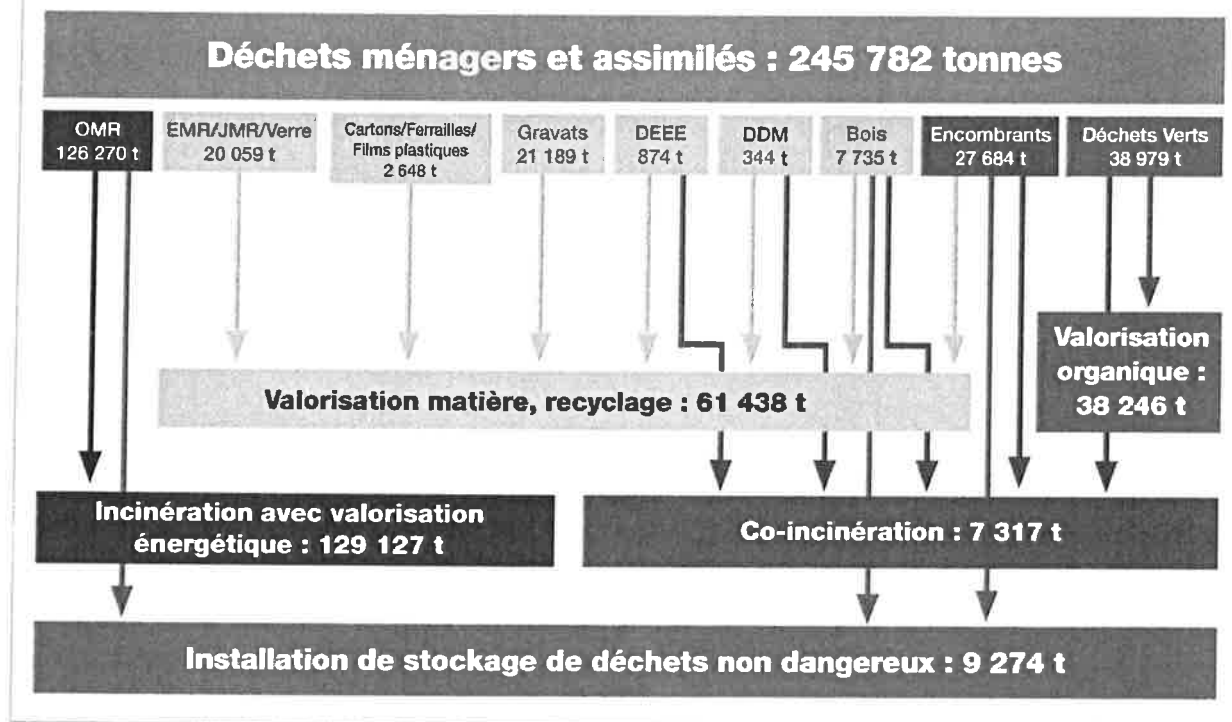 Déchets ménagers et assimilés : 245 782 tonnes
OMR
126 270 t
EMR/JMR/Verre
20 059 t
Cartons/Ferrailles/
Films plastiques
2 648 t
Gravats
21 189 t
DEEE
874 t
DDM
344 t
Bois
7 735 t
Encombrants
27 684 t
Déchets Verts
38 979 t
Valorisation
organique :
38 246 t
Valorisation matière, recyclage : 61 438 t
Incinération avec valorisation
énergétique : 129 127 t
Co-incinération : 7 317 t
Installation de stockage de déchets non dangereux : 9 274 t